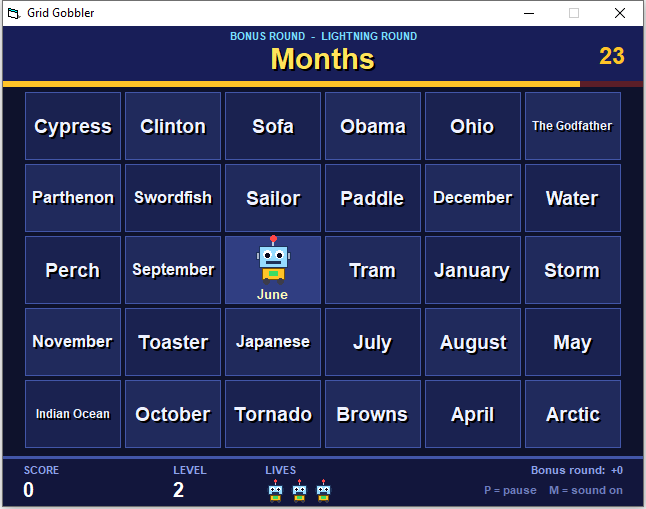 Grid Gobbler
BONUS ROUND - LIGHTNING ROUND
Months
23
Cypress Clinton Sofa Obama Ohio The Godfather
Parthenon Swordfish Sailor Paddle December Water
Perch September June Tram January Storm
November Toaster Japanese July August May
Indian Ocean October Tornado Browns April Arctic
SCORE LEVEL LIVES Bonus round: +0
0 2 P = pause M = sound on